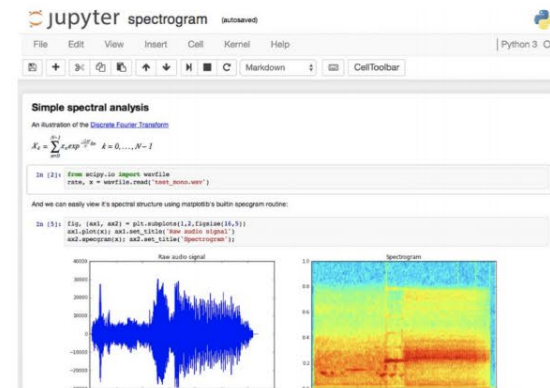 jupyter spectrogram (autosaved)
File Edit View Insert Cell Kernel Help Python 3
Markdown CellToolbar
Simple spectral analysis
An illustration of the Discrete Fourier Transform
k = 0, …, N − 1
In [2]: from scipy.io import wavfile
rate, x = wavfile.read('test_mono.wav')
And we can easily view it's spectral structure using matplotlib's builtin specgram routine:
In [5]: fig, (ax1, ax2) = plt.subplots(1,2,figsize(16,5))
ax1.plot(x); ax1.set_title('Raw audio signal')
ax2.specgram(x); ax2.set_title('Spectrogram');
Raw audio signal Spectrogram
40000 1.0
30000
20000 0.8
10000 0.6
0 0.4
-10000
-20000 0.2
0.0